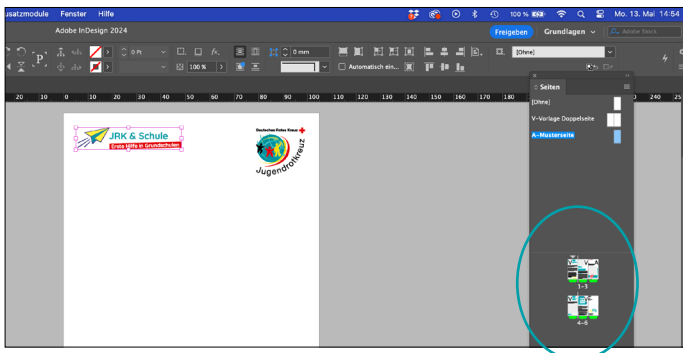 usatzmodule Fenster Hilfe
100 % Mo. 13. Mai 14:54
Adobe InDesign 2024
Freigeben Grundlagen Adobe Stock
0 Pt fx. 0 mm [Ohne]
100 % Automatisch ein...
Seiten
20 10 0 10 20 30 40 50 60 70 80 90 100 110 120 130 140 150 160 170 180 240 25
[Ohne]
V-Vorlage Doppelseite
A-Musterseite
JRK & Schule
Erste Hilfe in Grundschulen
Deutsches Rotes Kreuz
Jugendrotkreuz
1-3
4-6